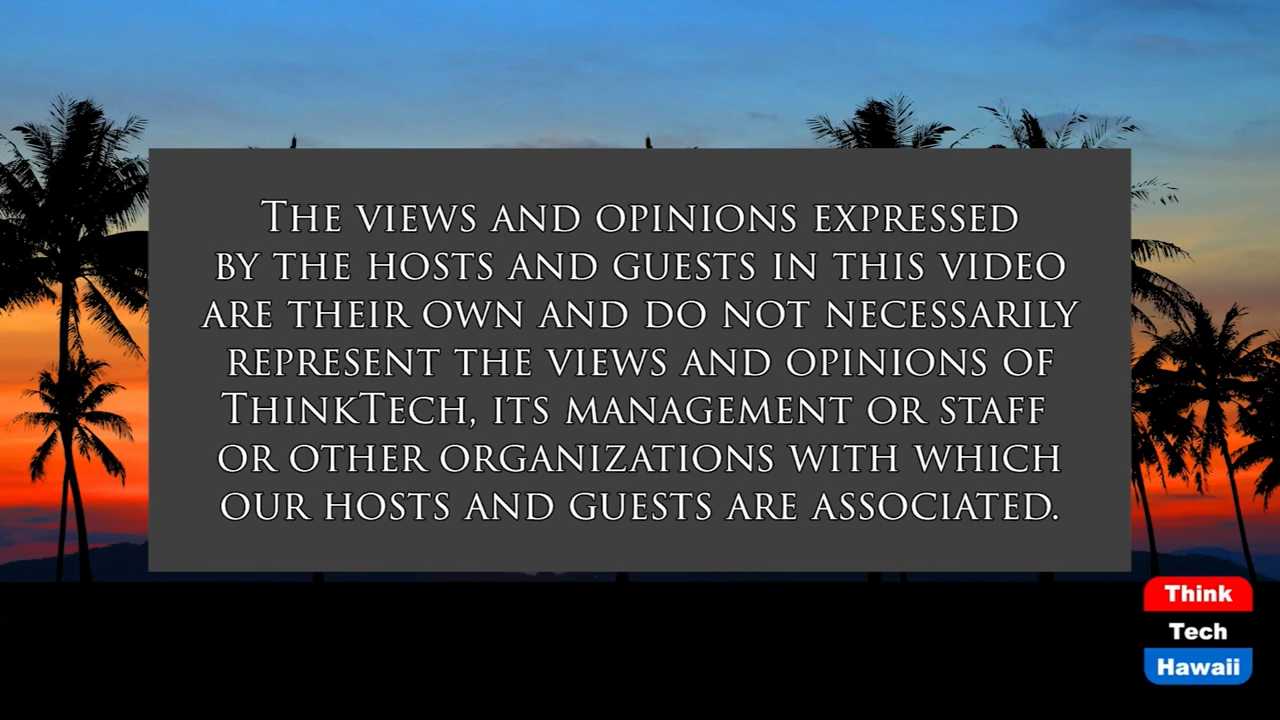 The views and opinions expressed
by the hosts and guests in this video
are their own and do not necessarily
represent the views and opinions of
ThinkTech, its management or staff
or other organizations with which
our hosts and guests are associated.
Think
Tech
Hawaii